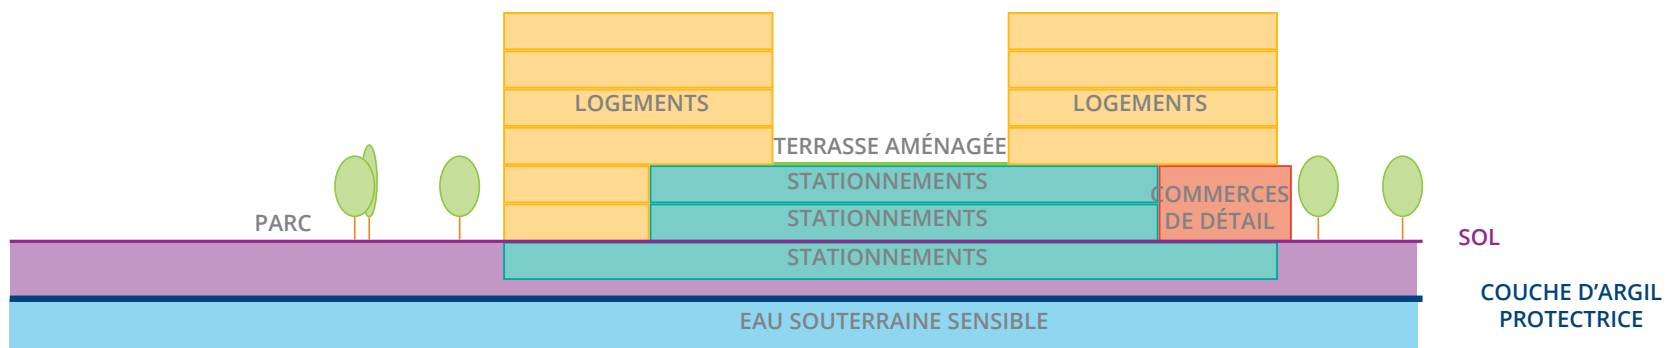 LOGEMENTS
LOGEMENTS
TERRASSE AMÉNAGÉE
STATIONNEMENTS
COMMERCES
DE DÉTAIL
STATIONNEMENTS
PARC
SOL
STATIONNEMENTS
COUCHE D'ARGIL
PROTECTRICE
EAU SOUTERRAINE SENSIBLE